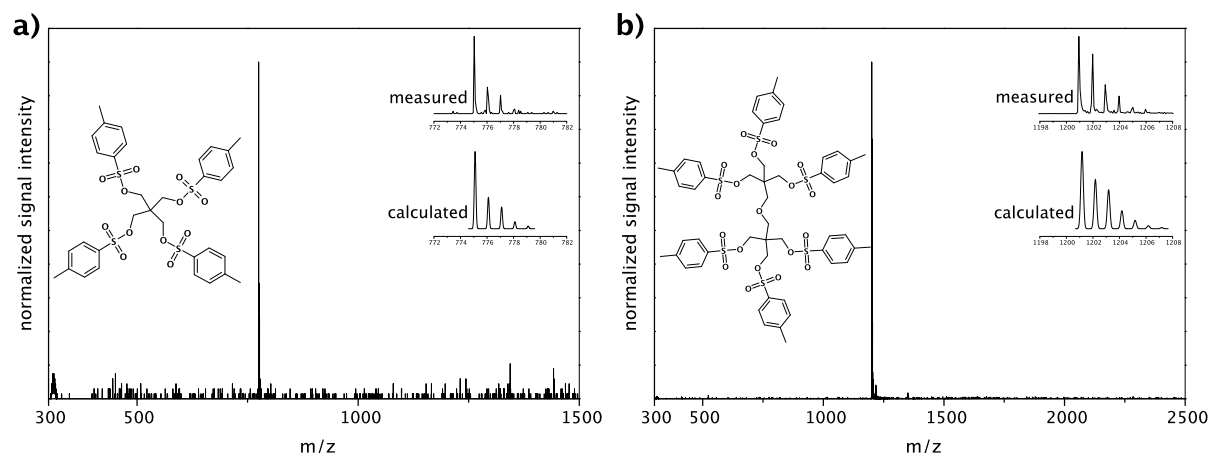 a)
normalized signal intensity
measured
772 774 776 778 780 782
calculated
772 774 776 778 780 782
O S O O
O S O O
O S O O
O S O O
300 500 1000 1500
m/z
b)
normalized signal intensity
measured
1198 1200 1202 1204 1206 1208
calculated
1198 1200 1202 1204 1206 1208
O S O O
O S O O
O S O O
O
O S O O
O S O O
O S O O
300 500 1000 1500 2000 2500
m/z